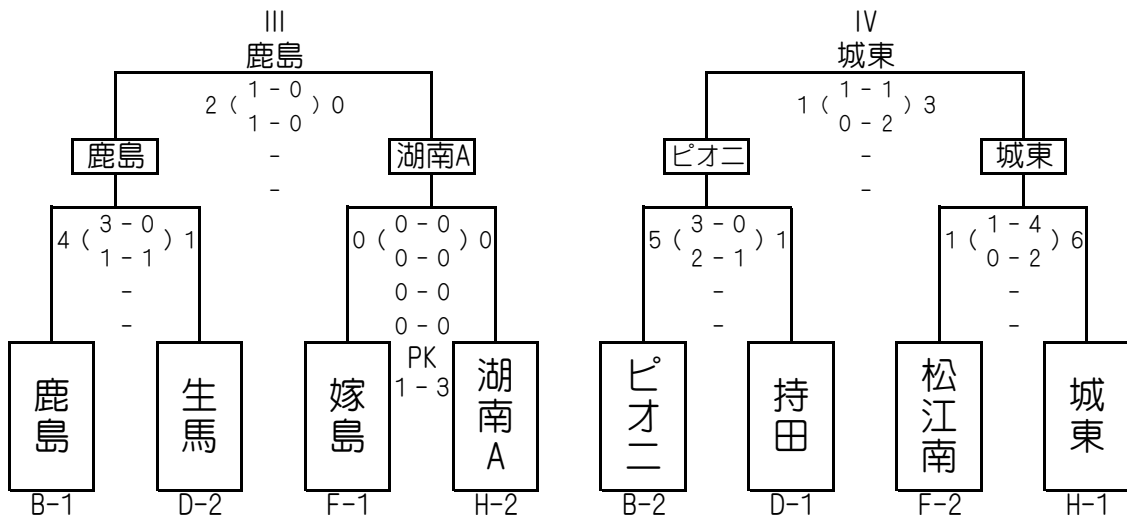 III
鹿島
1 - 0
2 ( ) 0
1 - 0
-
-
鹿島
湖南A
3 - 0
4 ( ) 1
1 - 1
-
-
0 - 0
0 ( ) 0
0 - 0
0 - 0
0 - 0
PK
1 - 3
鹿島
生馬
嫁島
湖南A
B-1
D-2
F-1
H-2
IV
城東
1 - 1
1 ( ) 3
0 - 2
-
-
ピオニ
城東
3 - 0
5 ( ) 1
2 - 1
-
-
1 - 4
1 ( ) 6
0 - 2
-
-
ピオニ
持田
松江南
城東
B-2
D-1
F-2
H-1